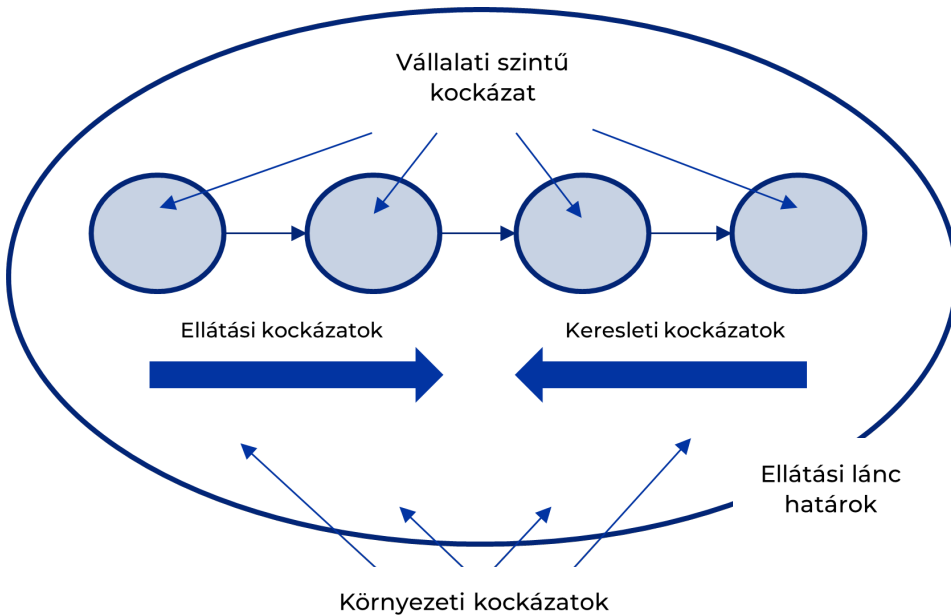 Vállalati szintű
kockázat
Ellátási kockázatok
Keresleti kockázatok
Ellátási lánc
határok
Környezeti kockázatok